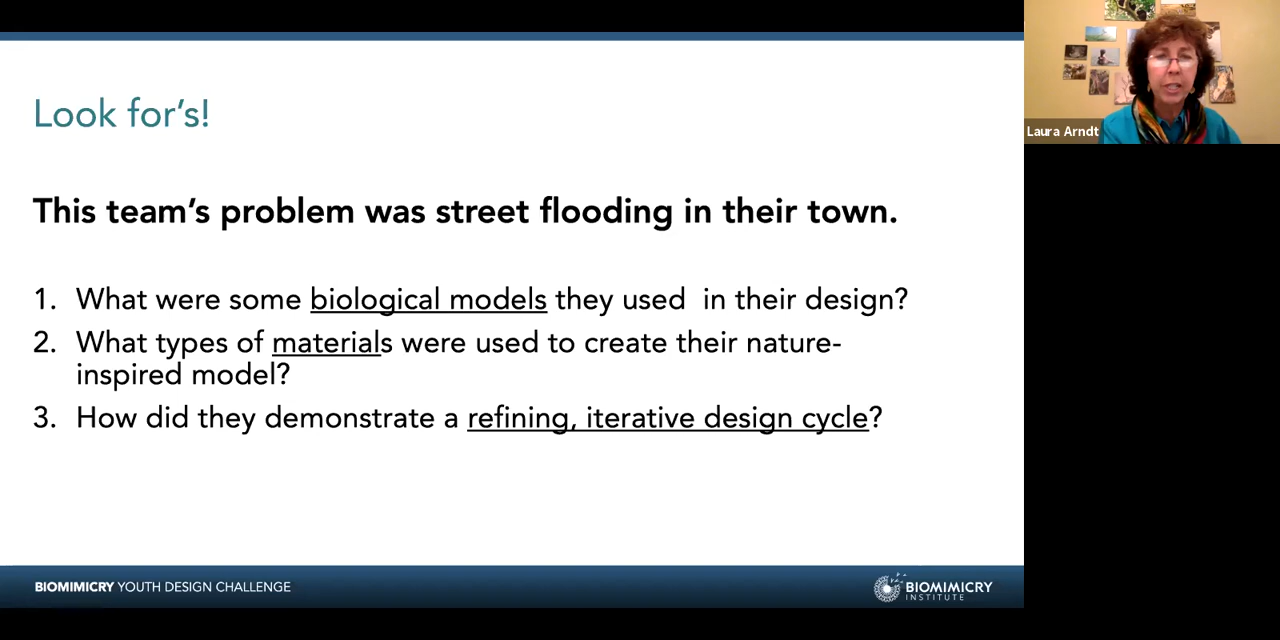 Look for's!
Laura Arndt
This team's problem was street flooding in their town.
1. What were some biological models they used in their design?
2. What types of materials were used to create their nature-
inspired model?
3. How did they demonstrate a refining, iterative design cycle?
BIOMIMICRY YOUTH DESIGN CHALLENGE
BIOMIMICRY
INSTITUTE